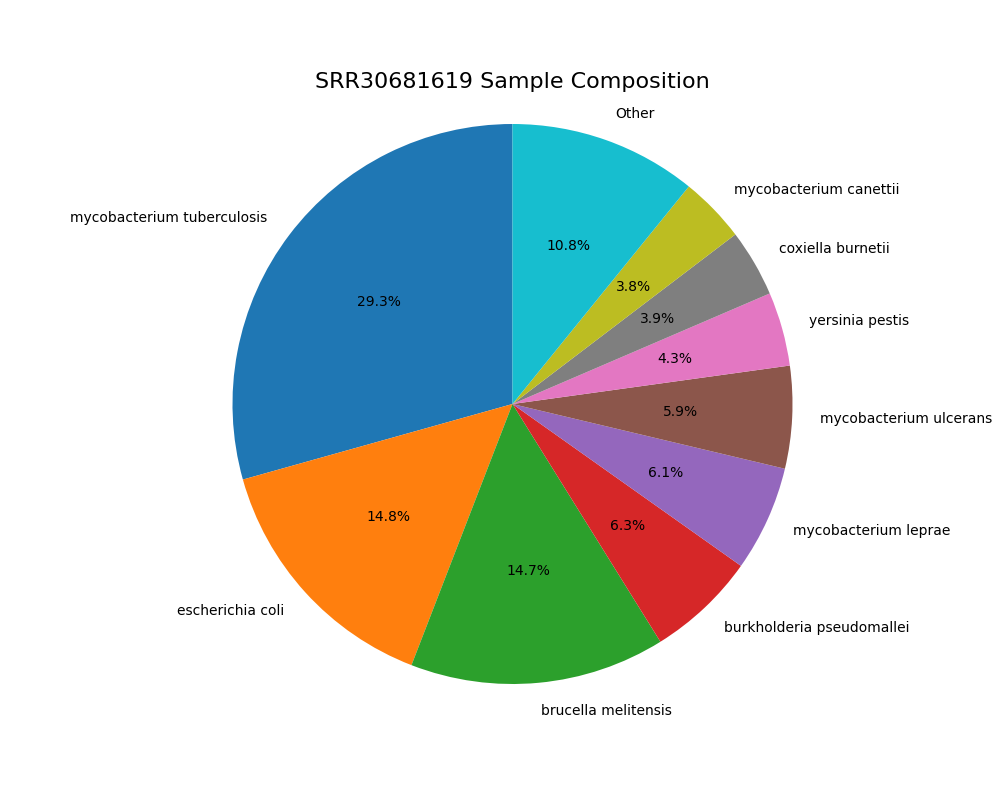 SRR30681619 Sample Composition
Other
mycobacterium canettii
mycobacterium tuberculosis
coxiella burnetii
10.8%
3.8%
29.3%
3.9%
yersinia pestis
4.3%
5.9%
mycobacterium ulcerans
6.1%
14.8%
6.3%
mycobacterium leprae
14.7%
escherichia coli
burkholderia pseudomallei
brucella melitensis